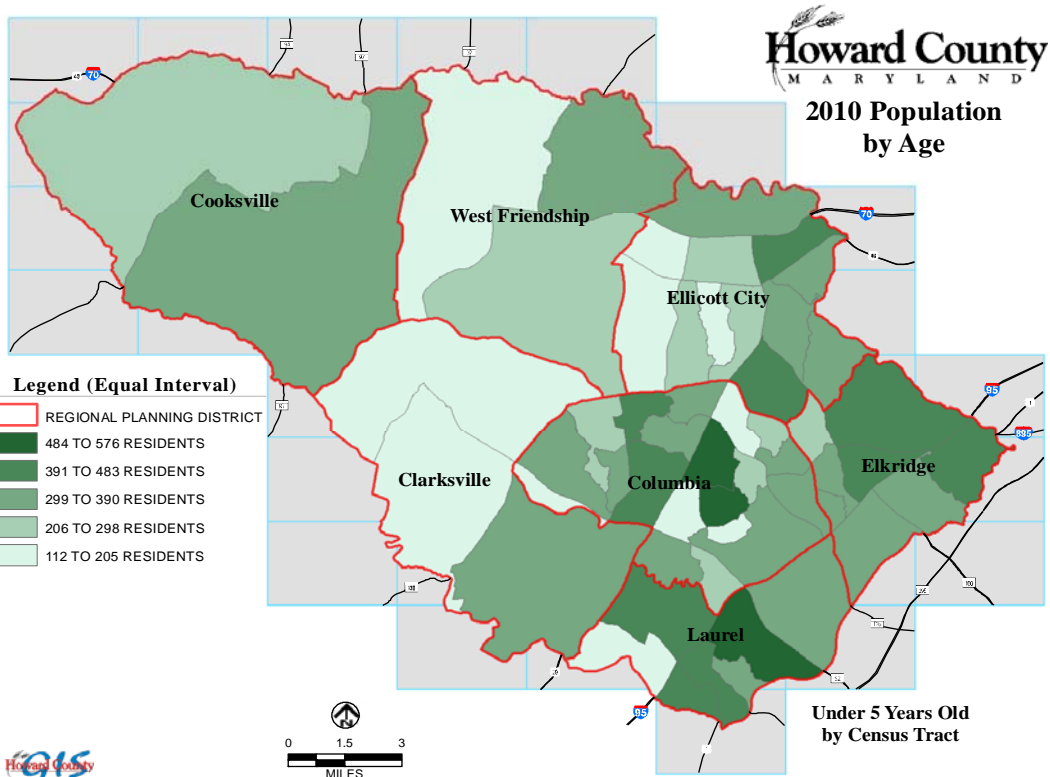 Howard County
MARYLAND
2010 Population
by Age
70
Cooksville
West Friendship
70
Ellicott City
Legend (Equal Interval)
REGIONAL PLANNING DISTRICT
484 TO 576 RESIDENTS
391 TO 483 RESIDENTS
299 TO 390 RESIDENTS
206 TO 298 RESIDENTS
112 TO 205 RESIDENTS
95
1
Clarksville
Columbia
Elkridge
Laurel
95
Under 5 Years Old
by Census Tract
0 1.5 3
MILES
Howard County
GIS